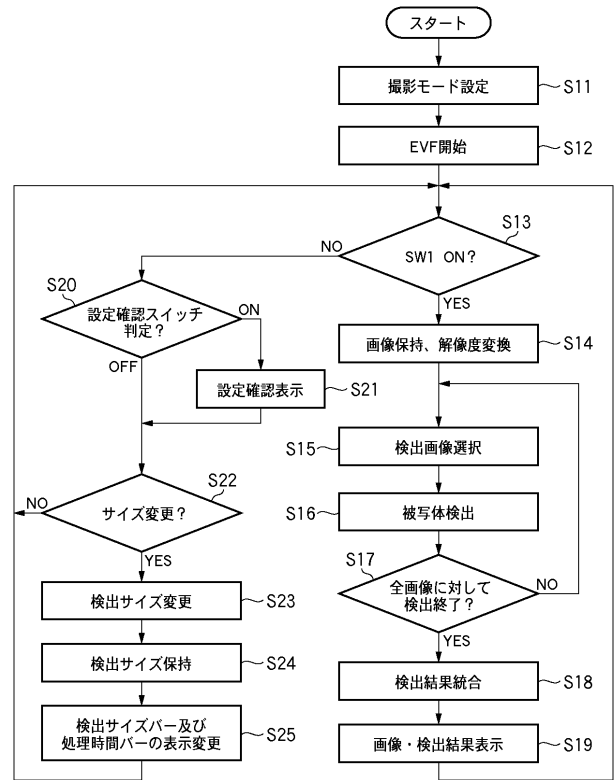 スタート
撮影モード設定
S11
EVF開始
S12
S13
SW1 ON?
NO
YES
S20
設定確認スイッチ
判定?
ON
OFF
設定確認表示
S21
画像保持、解像度変換
S14
S15
検出画像選択
S16
被写体検出
S17
全画像に対して
検出終了?
NO
YES
S22
サイズ変更?
NO
YES
検出サイズ変更
S23
検出サイズ保持
S24
検出サイズバー及び
処理時間バーの表示変更
S25
検出結果統合
S18
画像・検出結果表示
S19